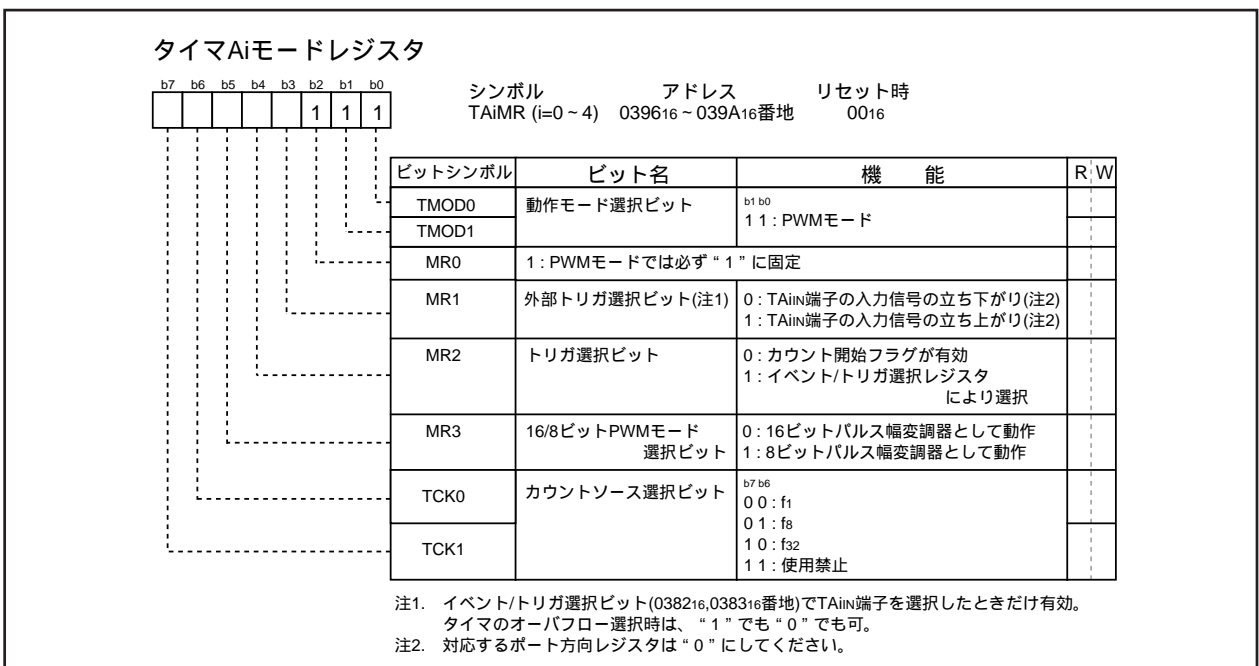 タイマAiモードレジスタ
b7 b6 b5 b4 b3 b2 b1 b0
1 1 1
シンボル アドレス リセット時
TAiMR (i=0~4) 039616~039A16番地 0016
ビットシンボル ビット名 機 能 R W
TMOD0 動作モード選択ビット b1 b0
1 1 : PWMモード
TMOD1
MR0 1 : PWMモードでは必ず“1”に固定
MR1 外部トリガ選択ビット(注1) 0 : TAiIN端子の入力信号の立ち下がり(注2)
1 : TAiIN端子の入力信号の立ち上がり(注2)
MR2 トリガ選択ビット 0 : カウント開始フラグが有効
1 : イベント/トリガ選択レジスタ
により選択
MR3 16/8ビットPWMモード 0 : 16ビットパルス幅変調器として動作
選択ビット 1 : 8ビットパルス幅変調器として動作
TCK0 カウントソース選択ビット b7 b6
0 0 : f1
0 1 : f8
TCK1 1 0 : f32
1 1 : 使用禁止
注1. イベント/トリガ選択ビット(038216,038316番地)でTAiIN端子を選択したときだけ有効。
タイマのオーバフロー選択時は、“1”でも“0”でも可。
注2. 対応するポート方向レジスタは“0”にしてください。